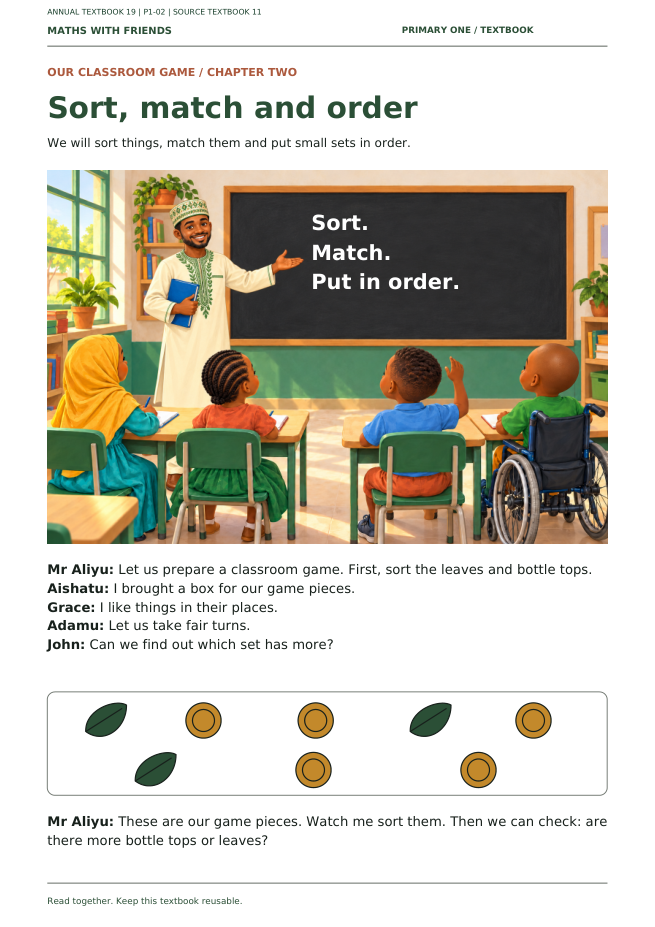 ANNUAL TEXTBOOK 19 | P1-02 | SOURCE TEXTBOOK 11
MATHS WITH FRIENDS
PRIMARY ONE / TEXTBOOK
OUR CLASSROOM GAME / CHAPTER TWO
Sort, match and order
We will sort things, match them and put small sets in order.
Sort.
Match.
Put in order.
Mr Aliyu: Let us prepare a classroom game. First, sort the leaves and bottle tops.
Aishatu: I brought a box for our game pieces.
Grace: I like things in their places.
Adamu: Let us take fair turns.
John: Can we find out which set has more?
Mr Aliyu: These are our game pieces. Watch me sort them. Then we can check: are
there more bottle tops or leaves?
Read together. Keep this textbook reusable.